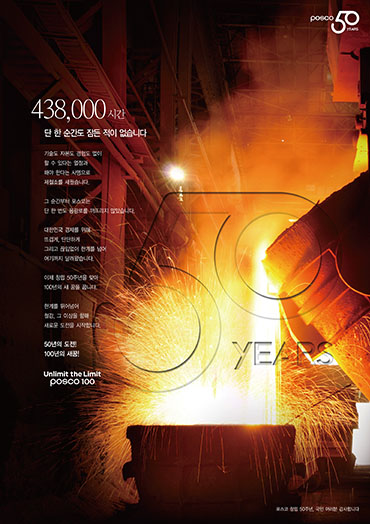 posco 50 YEARS
438,000시간
단 한 순간도 잠든 적이 없습니다
기술도 자본도 경험도 없이
할 수 있다는 열정과
해야 한다는 사명으로
제철소를 세웠습니다.
그 순간부터 포스코는
단 한 번도 용광로를 꺼뜨리지 않았습니다.
대한민국 경제를 위해
뜨겁게, 단단하게
그리고 끊임없이 한계를 넘어
여기까지 달려왔습니다.
이제 창립 50주년을 맞아
100년의 새 꿈을 꿉니다.
한계를 뛰어넘어
철강, 그 이상을 향해
새로운 도전을 시작합니다.
50년의 도전!
100년의 새꿈!
Unlimit the Limit
posco 100
50
YEARS
포스코 창립 50주년, 국민 여러분 감사합니다